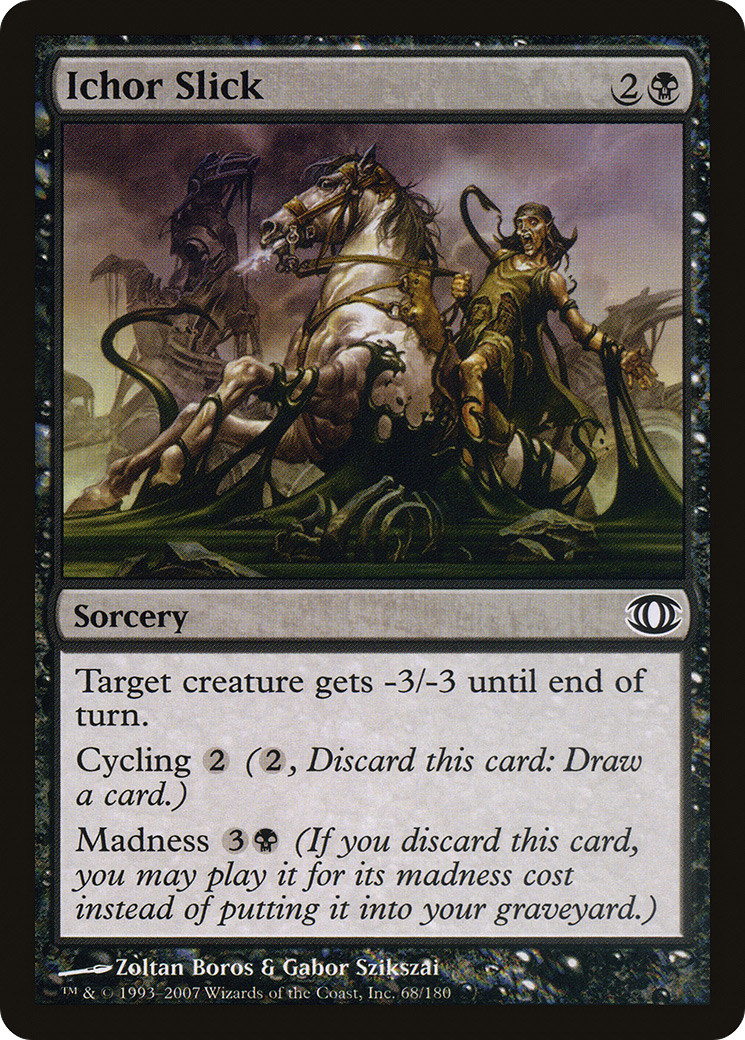 Ichor Slick 2
Sorcery
Target creature gets -3/-3 until end of
turn.
Cycling 2 (2, Discard this card: Draw
a card.)
Madness 3 (If you discard this card,
you may play it for its madness cost
instead of putting it into your graveyard.)
Zoltan Boros & Gabor Szikszai
™ & © 1993–2007 Wizards of the Coast, Inc. 68/180